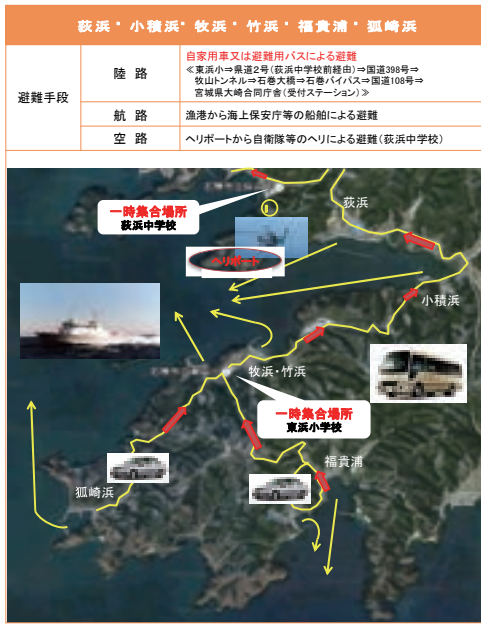 荻浜・小積浜・牧浜・竹浜・福貴浦・狐崎浜
避難手段
陸 路
自家用車又は避難用バスによる避難
≪東浜小⇒県道2号(荻浜中学校前経由)⇒国道398号⇒
牧山トンネル⇒石巻大橋⇒石巻バイパス⇒国道108号⇒
宮城県大崎合同庁舎(受付ステーション)≫
航 路
漁港から海上保安庁等の船舶による避難
空 路
ヘリポートから自衛隊等のヘリによる避難(荻浜中学校)
一時集合場所
荻浜中学校
荻浜
ヘリポート
小積浜
牧浜・竹浜
一時集合場所
東浜小学校
福貴浦
狐崎浜